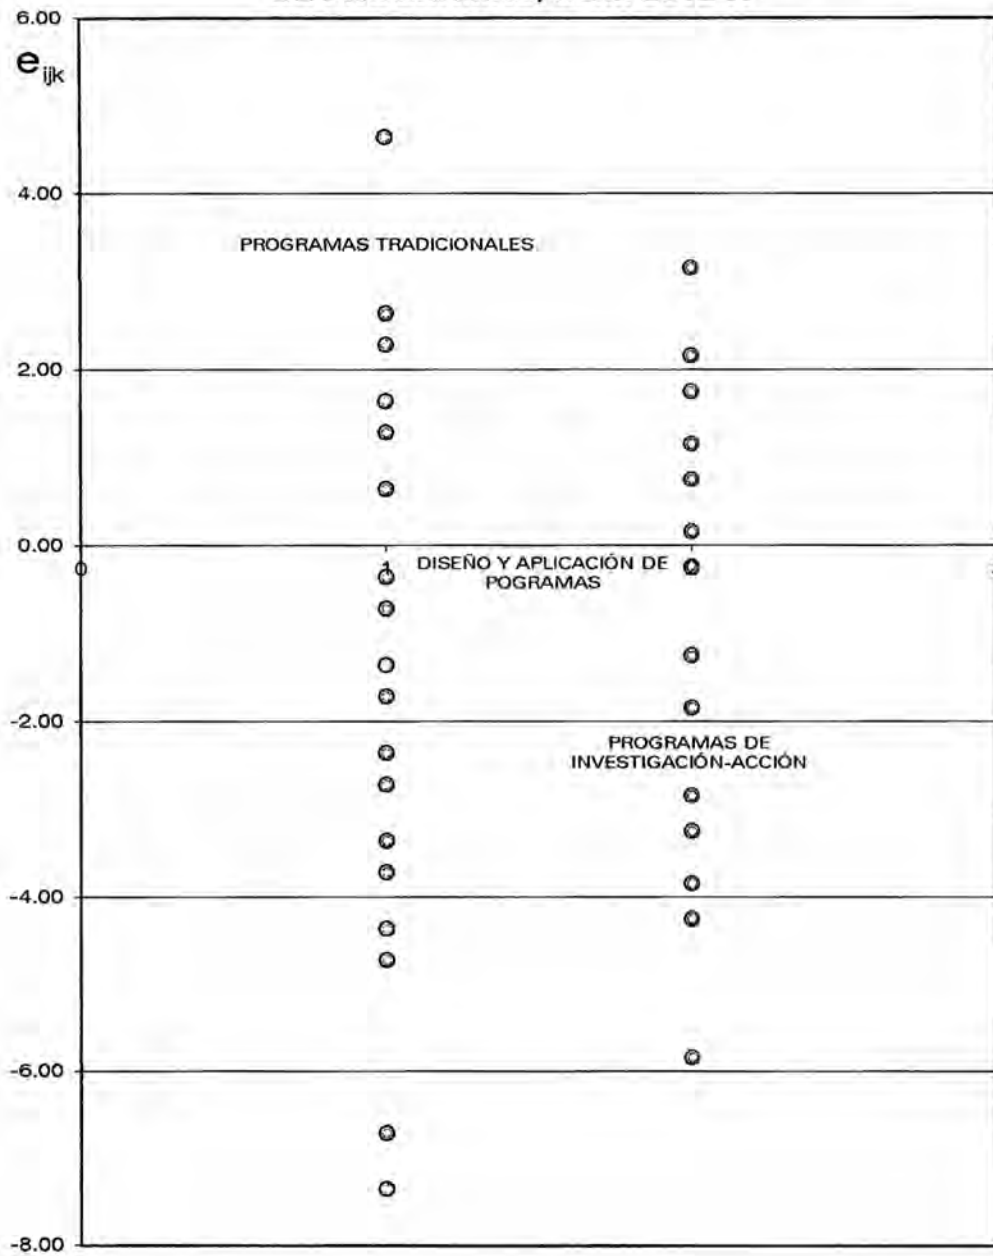 6.00
e ijk
4.00
PROGRAMAS TRADICIONALES
2.00
0.00
0
1
DISEÑO Y APLICACIÓN DE
POGRAMAS
-2.00
PROGRAMAS DE
INVESTIGACIÓN-ACCIÓN
-4.00
-6.00
-8.00